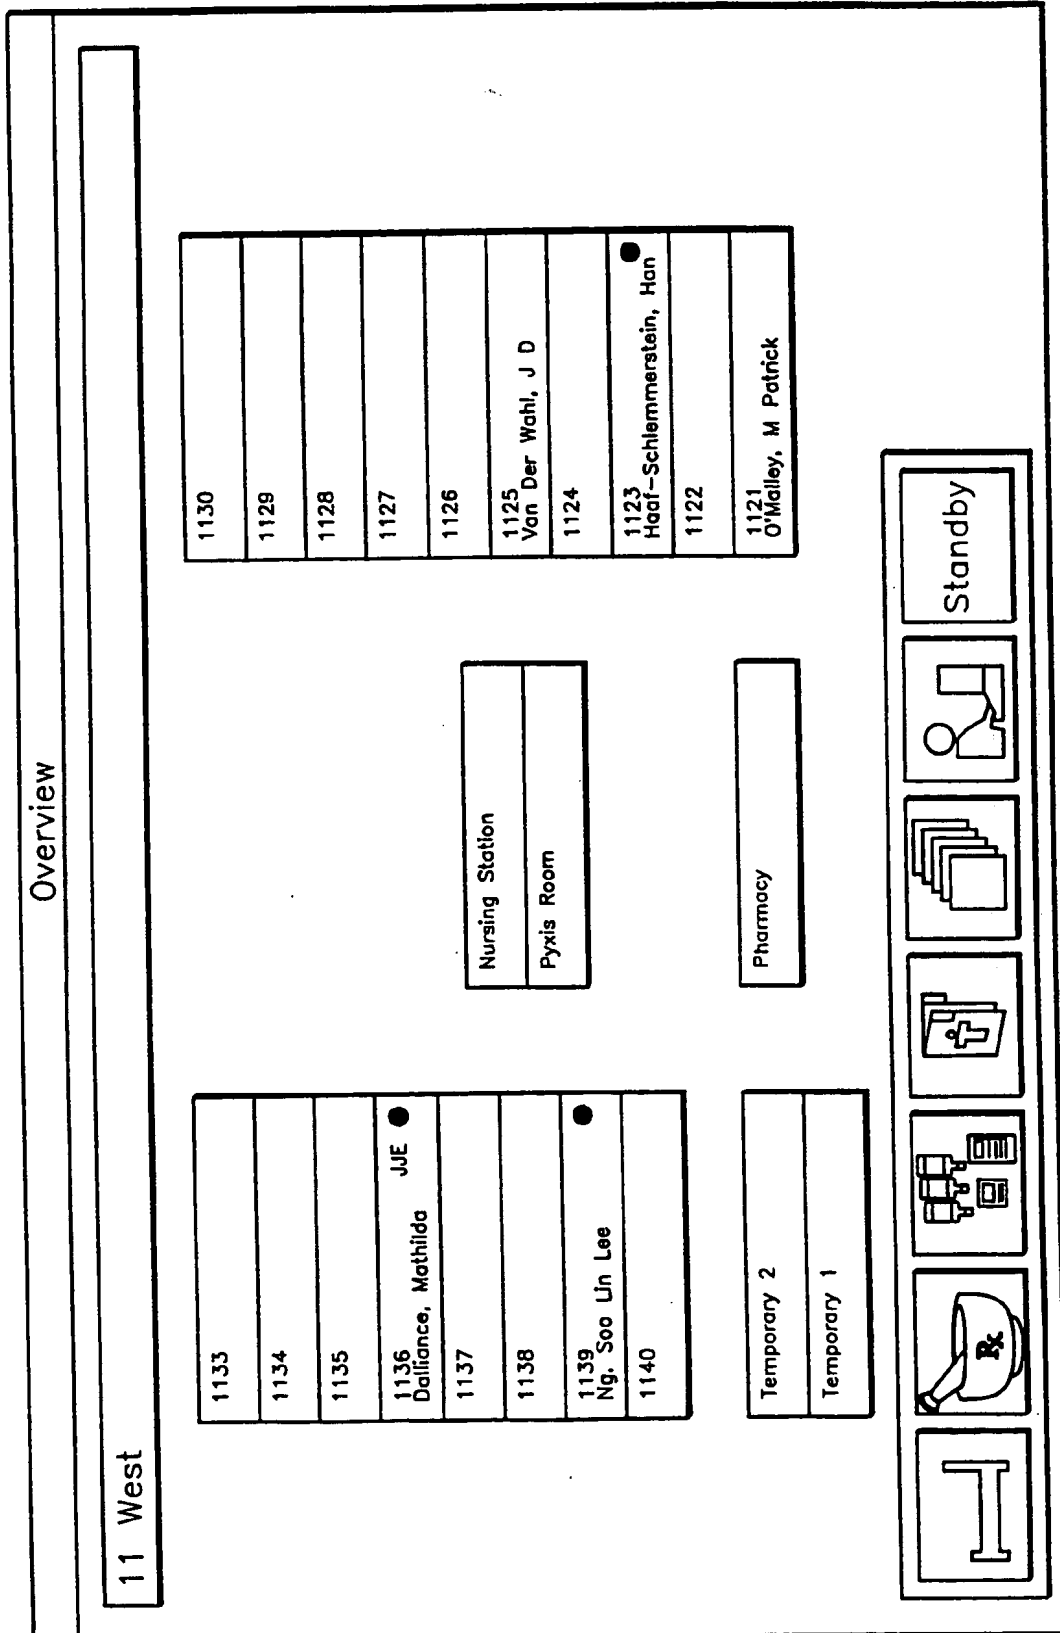 Overview
11 West
1133
1134
1135
1136 JJE
Dalliance, Mathilda
1137
1138
1139
Ng. Soo Lin Lee
1140
Temporary 2
Temporary 1
Nursing Station
Pyxis Room
Pharmacy
1130
1129
1128
1127
1126
1125
Van Der Wahl, J D
1124
1123
Haaf-Schlemmerstein, Han
1122
1121
O'Malley, M Patrick
Rx
Standby